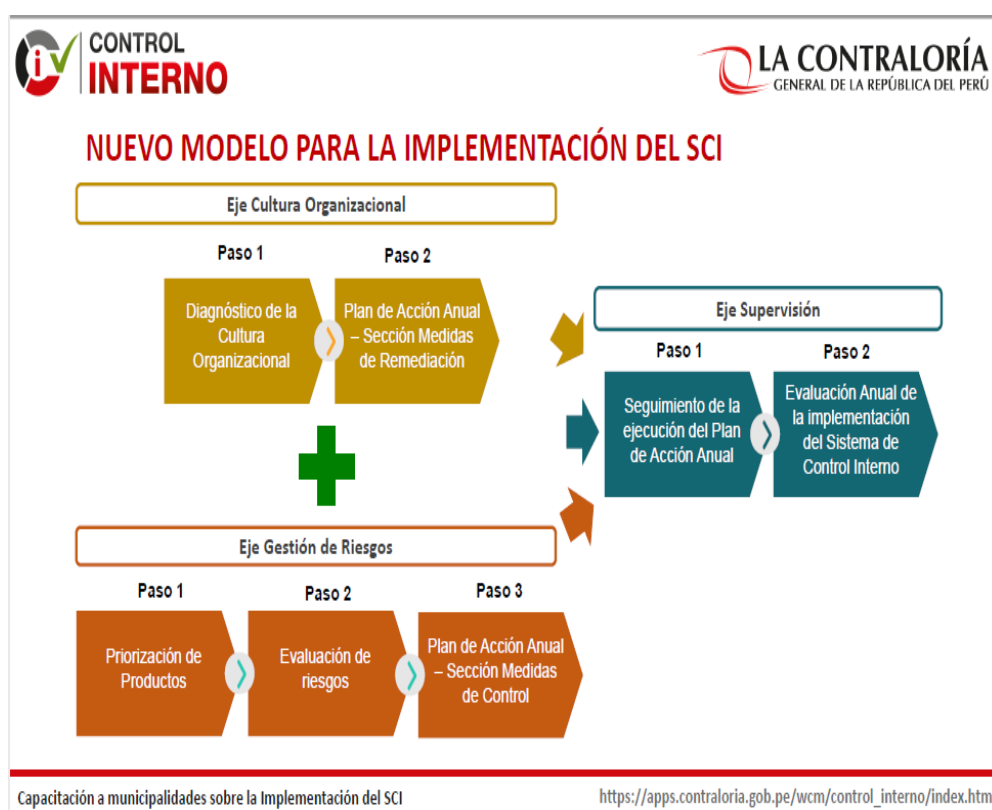 CONTROL
INTERNO
LA CONTRALORÍA
GENERAL DE LA REPÚBLICA DEL PERÚ
NUEVO MODELO PARA LA IMPLEMENTACIÓN DEL SCI
Eje Cultura Organizacional
Paso 1
Diagnóstico de la
Cultura
Organizacional
Paso 2
Plan de Acción Anual
– Sección Medidas
de Remediación
Eje Gestión de Riesgos
Paso 1
Priorización de
Productos
Paso 2
Evaluación de
riesgos
Paso 3
Plan de Acción Anual
– Sección Medidas
de Control
Eje Supervisión
Paso 1
Seguimiento de la
ejecución del Plan
de Acción Anual
Paso 2
Evaluación Anual de
la implementación
del Sistema de
Control Interno
Capacitación a municipalidades sobre la Implementación del SCI
https://apps.contraloria.gob.pe/wcm/control_interno/index.htm